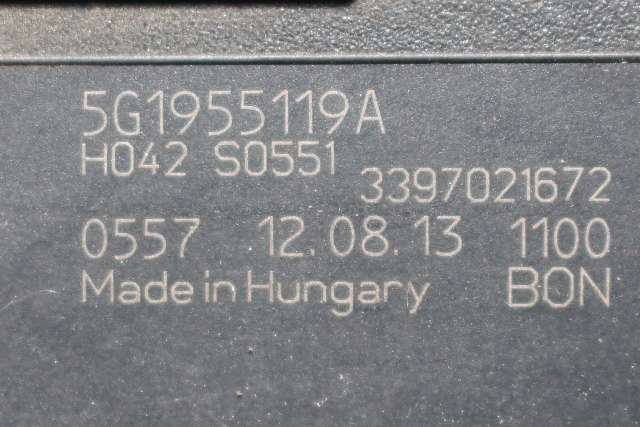 5G1955119A
H042 S0551
3397021672
0557 12.08.13 1100
Made in Hungary BON